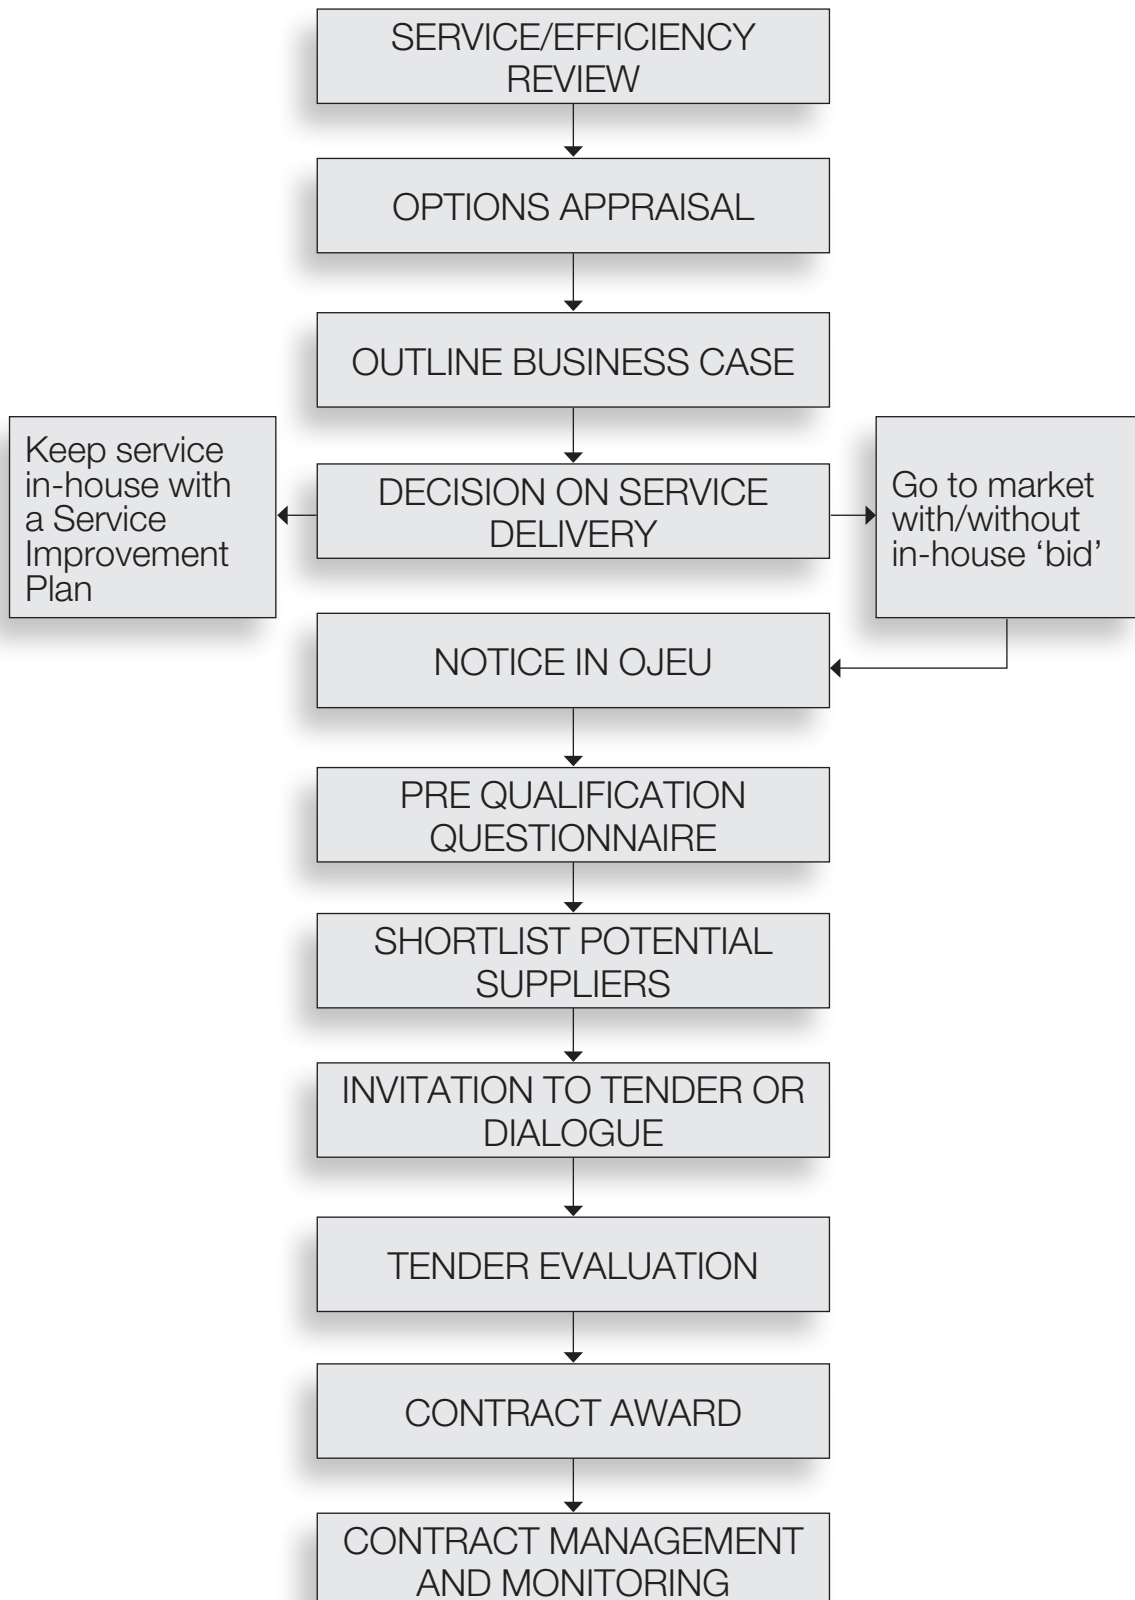 SERVICE/EFFICIENCY
REVIEW
OPTIONS APPRAISAL
OUTLINE BUSINESS CASE
Keep service
in-house with
a Service
Improvement
Plan
DECISION ON SERVICE
DELIVERY
Go to market
with/without
in-house ‘bid’
NOTICE IN OJEU
PRE QUALIFICATION
QUESTIONNAIRE
SHORTLIST POTENTIAL
SUPPLIERS
INVITATION TO TENDER OR
DIALOGUE
TENDER EVALUATION
CONTRACT AWARD
CONTRACT MANAGEMENT
AND MONITORING